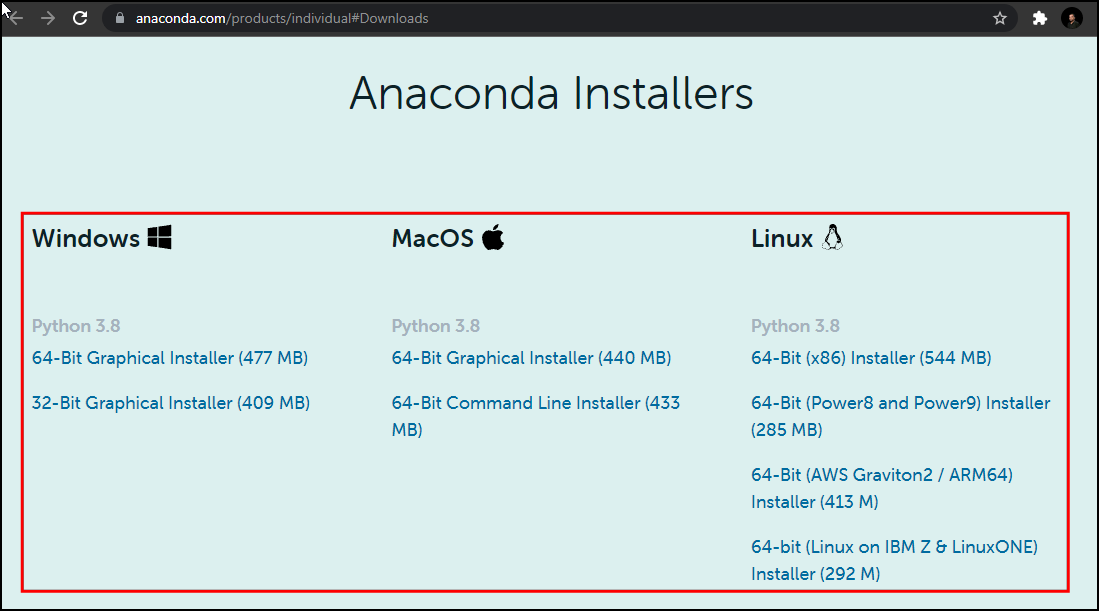 anaconda.com/products/individual#Downloads
Anaconda Installers
Windows
Python 3.8
64-Bit Graphical Installer (477 MB)
32-Bit Graphical Installer (409 MB)
MacOS
Python 3.8
64-Bit Graphical Installer (440 MB)
64-Bit Command Line Installer (433
MB)
Linux
Python 3.8
64-Bit (x86) Installer (544 MB)
64-Bit (Power8 and Power9) Installer
(285 MB)
64-Bit (AWS Graviton2 / ARM64)
Installer (413 M)
64-bit (Linux on IBM Z & LinuxONE)
Installer (292 M)